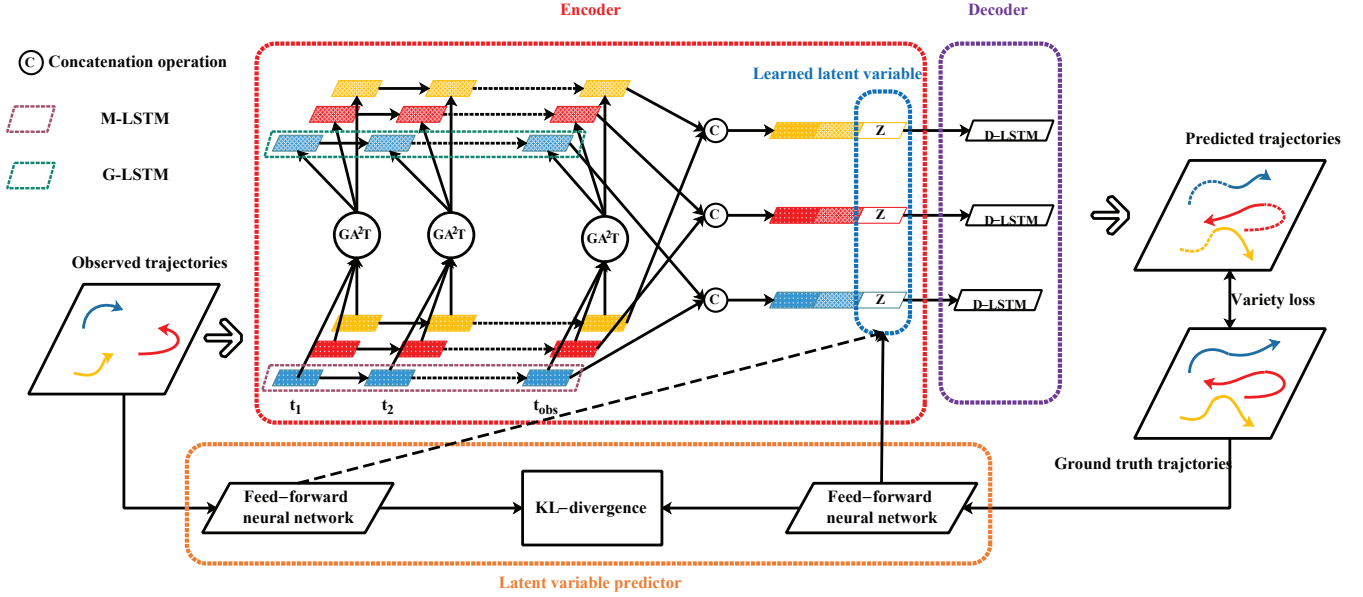 Encoder
Decoder
C Concatenation operation
M-LSTM
G-LSTM
Learned latent variable
GA²T
GA²T
GA²T
C
Z
D-LSTM
C
Z
D-LSTM
C
Z
D-LSTM
Observed trajectories
t1
t2
tobs
Predicted trajectories
Variety loss
Ground truth trajctories
Feed-forward
neural network
KL-divergence
Feed-forward
neural network
Latent variable predictor